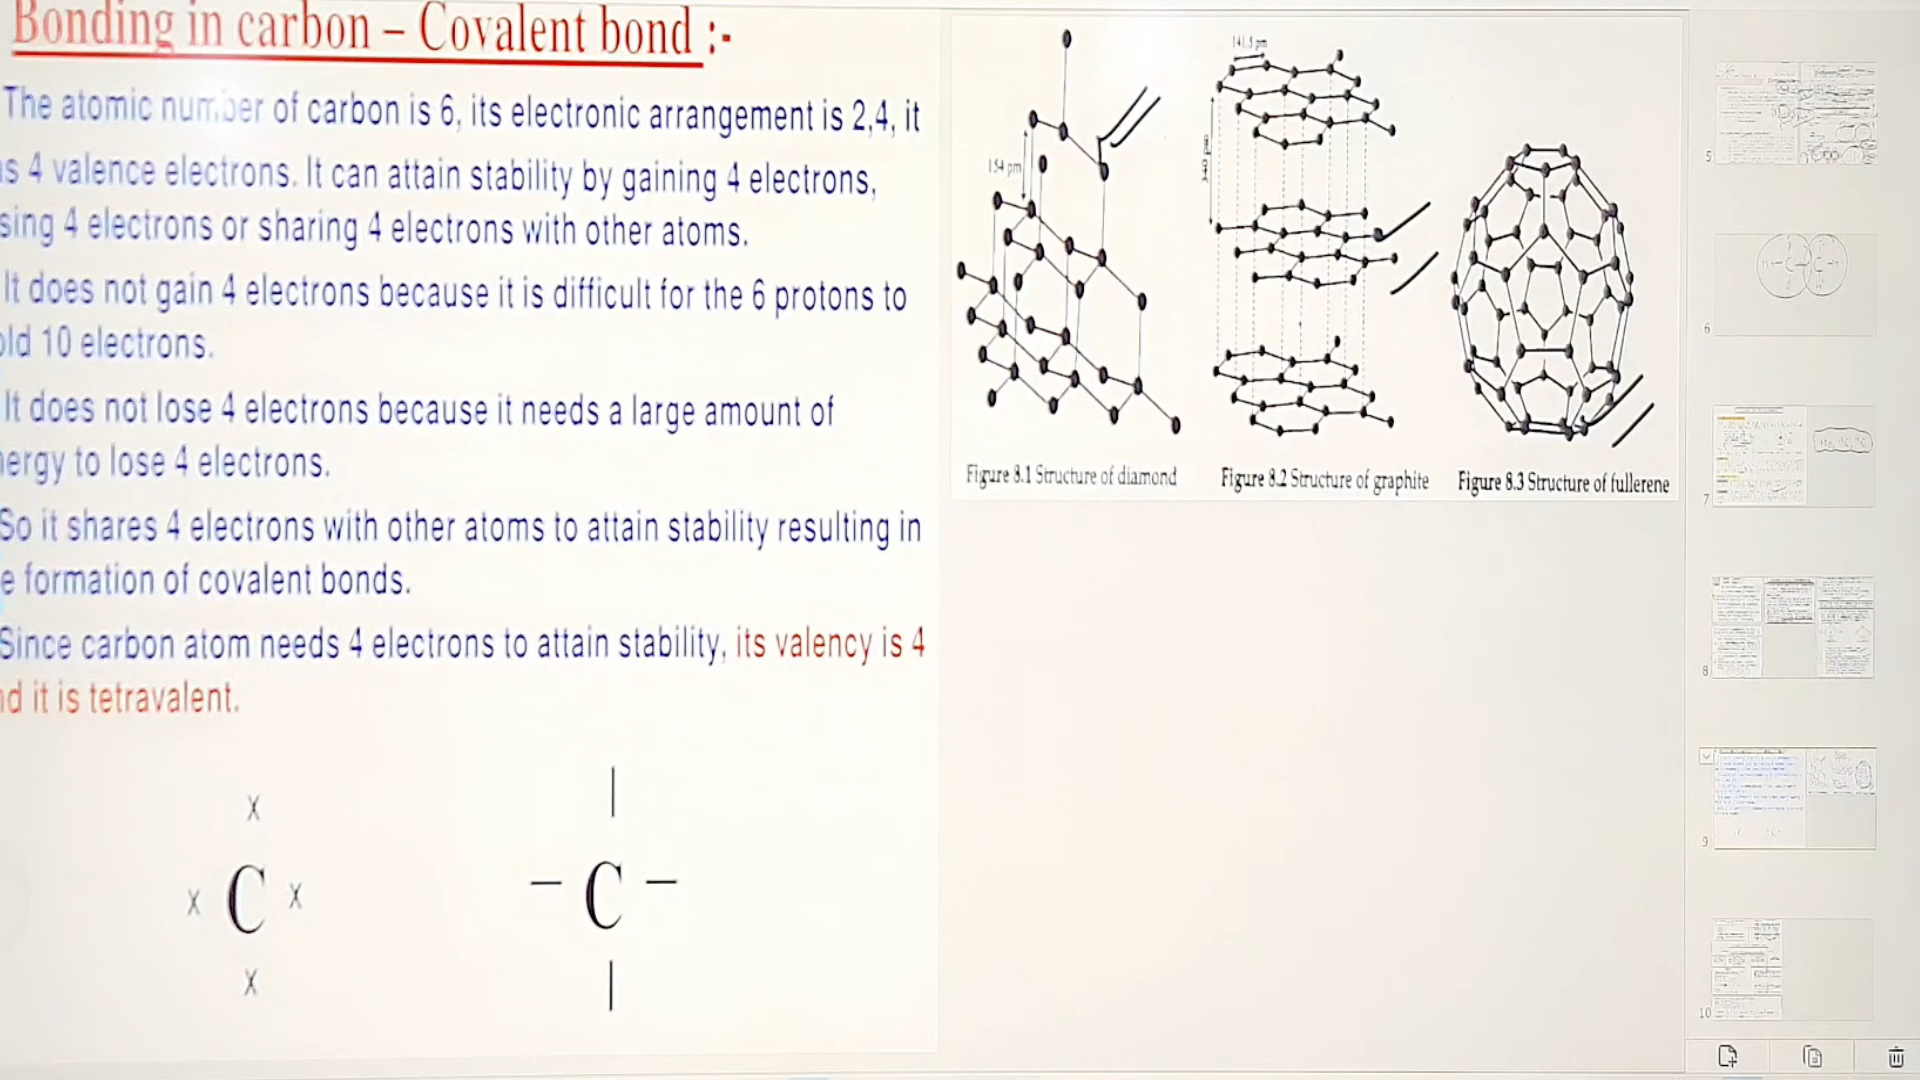 Bonding in carbon – Covalent bond :-
The atomic number of carbon is 6, its electronic arrangement is 2,4, it
as 4 valence electrons. It can attain stability by gaining 4 electrons,
sing 4 electrons or sharing 4 electrons with other atoms.
It does not gain 4 electrons because it is difficult for the 6 protons to
old 10 electrons.
It does not lose 4 electrons because it needs a large amount of
nergy to lose 4 electrons.
So it shares 4 electrons with other atoms to attain stability resulting in
e formation of covalent bonds.
Since carbon atom needs 4 electrons to attain stability, its valency is 4
nd it is tetravalent.
x
x C x
x
– C –
154 pm
141.5 pm
340 pm
Figure 8.1 Structure of diamond
Figure 8.2 Structure of graphite
Figure 8.3 Structure of fullerene
5
6
7
8
9
10